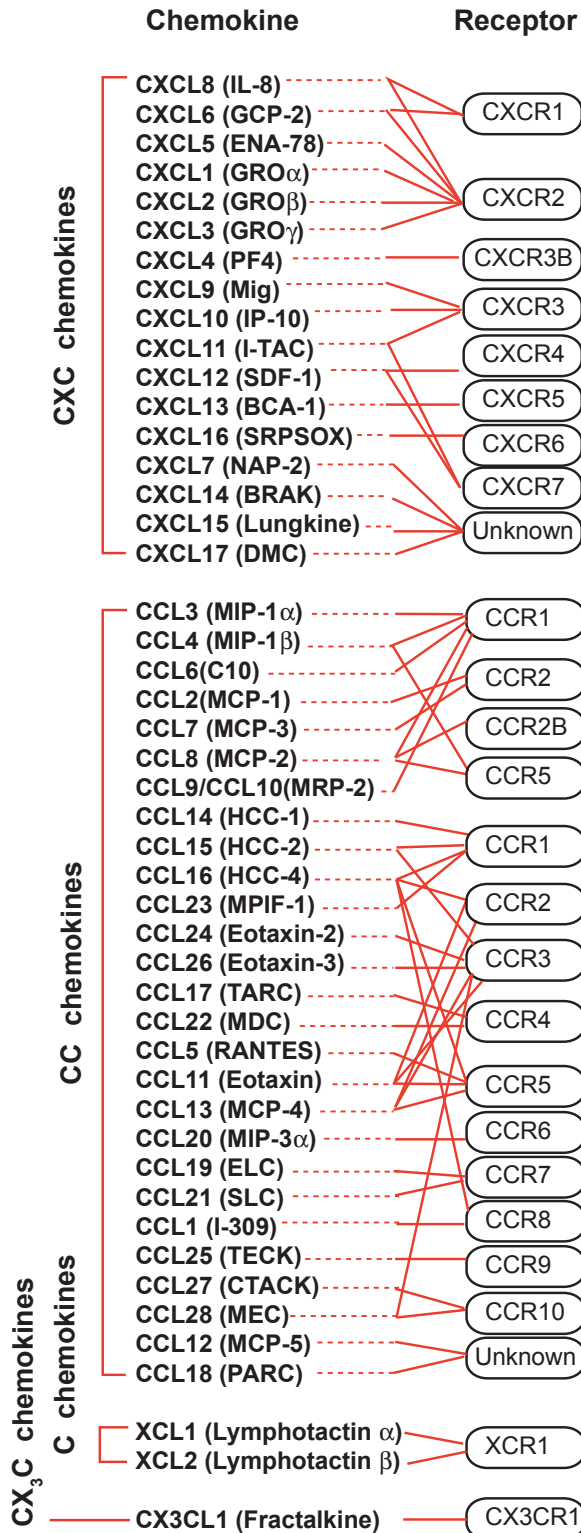 Chemokine Receptor
CXC chemokines
CXCL8 (IL-8)
CXCL6 (GCP-2)
CXCL5 (ENA-78)
CXCL1 (GROα)
CXCL2 (GROβ)
CXCL3 (GROγ)
CXCL4 (PF4)
CXCL9 (Mig)
CXCL10 (IP-10)
CXCL11 (I-TAC)
CXCL12 (SDF-1)
CXCL13 (BCA-1)
CXCL16 (SRPSOX)
CXCL7 (NAP-2)
CXCL14 (BRAK)
CXCL15 (Lungkine)
CXCL17 (DMC)
CXCR1
CXCR2
CXCR3B
CXCR3
CXCR4
CXCR5
CXCR6
CXCR7
Unknown
CC chemokines
CCL3 (MIP-1α)
CCL4 (MIP-1β)
CCL6(C10)
CCL2(MCP-1)
CCL7 (MCP-3)
CCL8 (MCP-2)
CCL9/CCL10(MRP-2)
CCL14 (HCC-1)
CCL15 (HCC-2)
CCL16 (HCC-4)
CCL23 (MPIF-1)
CCL24 (Eotaxin-2)
CCL26 (Eotaxin-3)
CCL17 (TARC)
CCL22 (MDC)
CCL5 (RANTES)
CCL11 (Eotaxin)
CCL13 (MCP-4)
CCL20 (MIP-3α)
CCL19 (ELC)
CCL21 (SLC)
CCL1 (I-309)
CCL25 (TECK)
CCL27 (CTACK)
CCL28 (MEC)
CCL12 (MCP-5)
CCL18 (PARC)
CCR1
CCR2
CCR2B
CCR5
CCR1
CCR2
CCR3
CCR4
CCR5
CCR6
CCR7
CCR8
CCR9
CCR10
Unknown
C chemokines
XCL1 (Lymphotactin α)
XCL2 (Lymphotactin β)
XCR1
CX₃C chemokines
CX3CL1 (Fractalkine)
CX3CR1